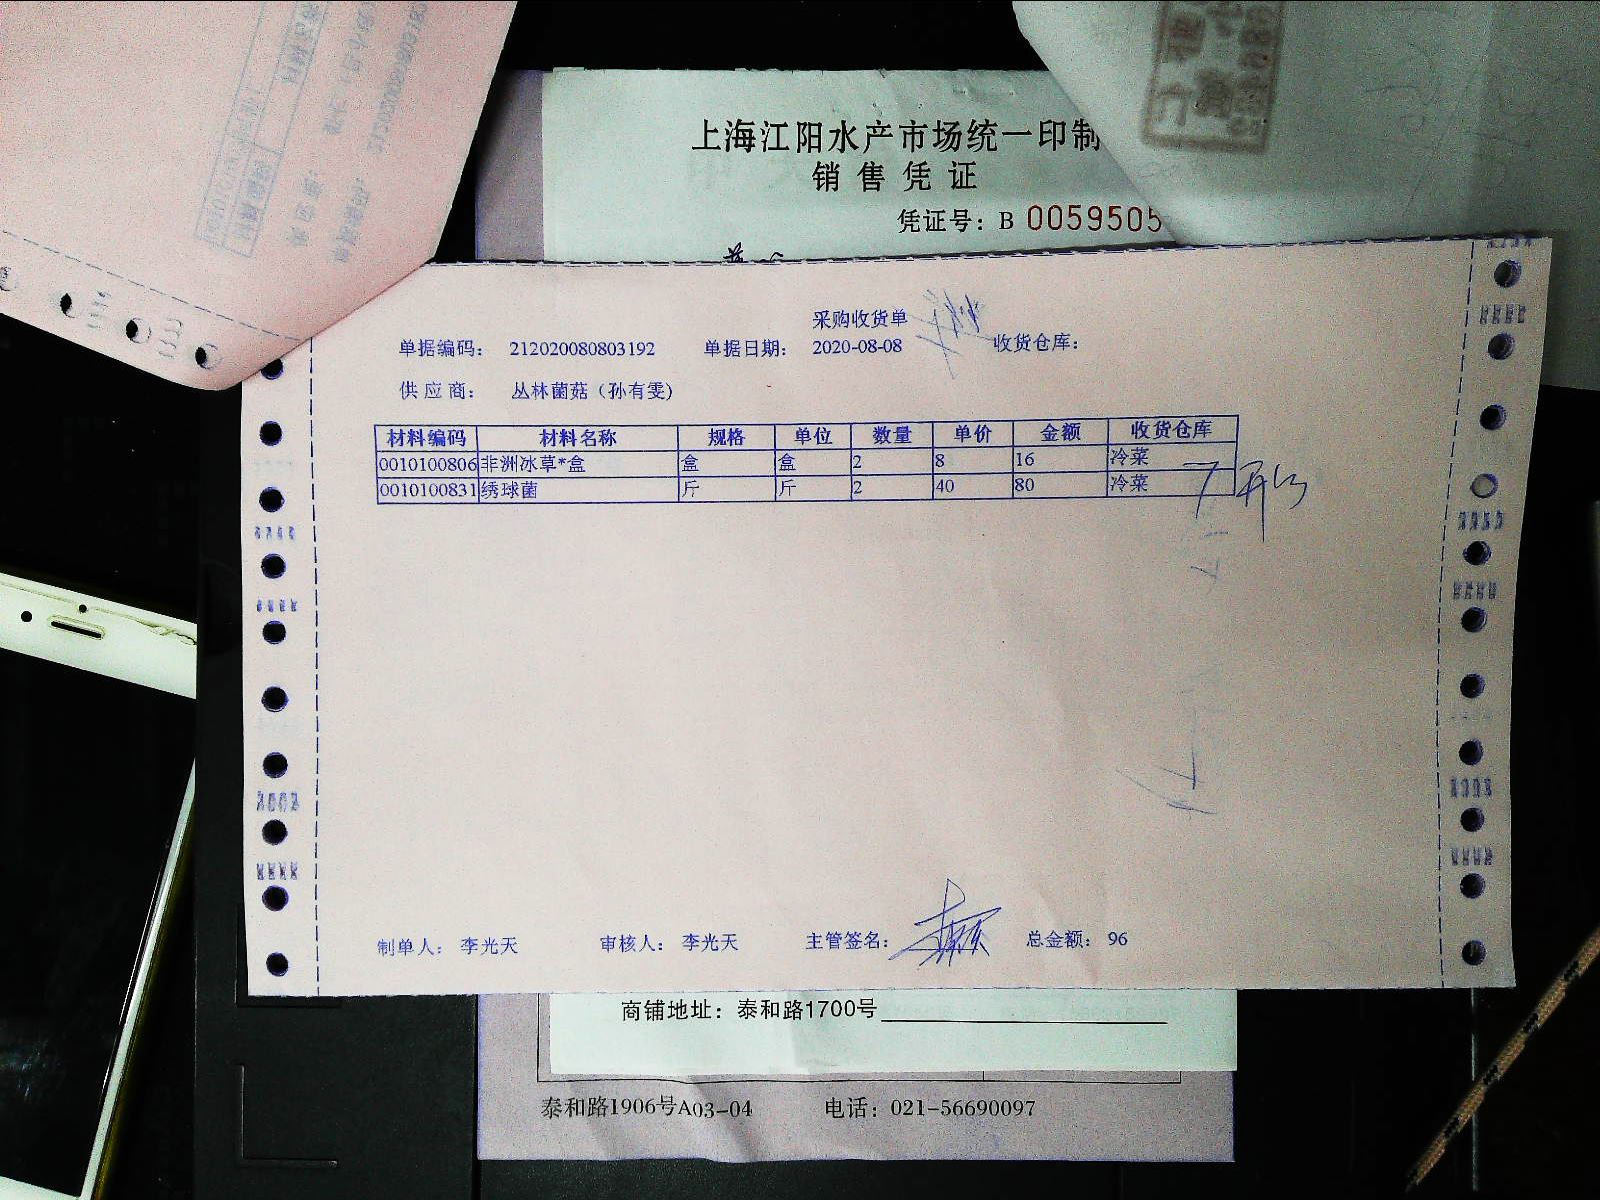 上海江阳水产市场统一印制
销售凭证
凭证号：B 0059505
采购收货单
单据编码： 212020080803192 单据日期： 2020-08-08 收货仓库：
供应商： 丛林菌菇（孙有雯）
材料编码 材料名称 规格 单位 数量 单价 金额 收货仓库
0010100806 非洲冰草*盒 盒 盒 2 8 16 冷菜
0010100831 绣球菌 斤 斤 2 40 80 冷菜
制单人： 李光天 审核人： 李光天 主管签名： 总金额： 96
商铺地址：泰和路1700号
泰和路1906号A03-04 电话：021-56690097